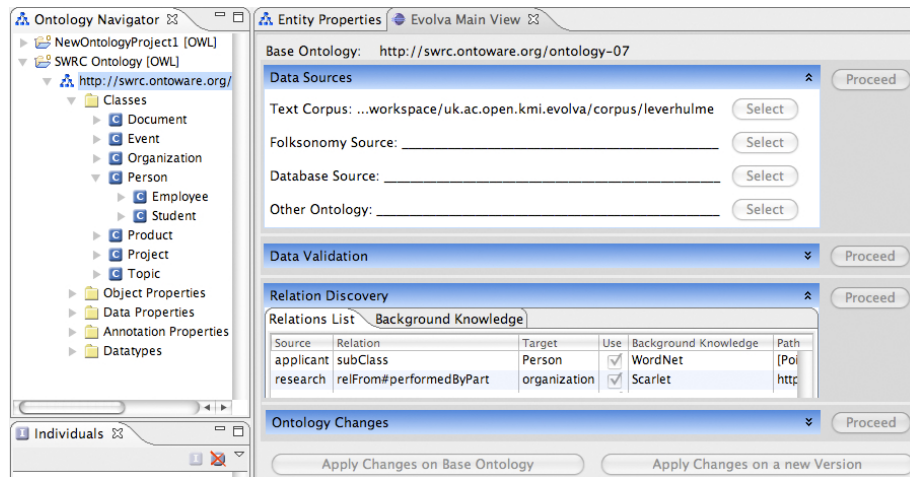 Ontology Navigator
NewOntologyProject1 [OWL]
SWRC Ontology [OWL]
http://swrc.ontoware.org/
Classes
C Document
C Event
C Organization
C Person
C Employee
C Student
C Product
C Project
C Topic
Object Properties
Data Properties
Annotation Properties
Datatypes
Individuals
Entity Properties
Evolva Main View
Base Ontology: http://swrc.ontoware.org/ontology-07
Data Sources
Proceed
Text Corpus: ...workspace/uk.ac.open.kmi.evolva/corpus/leverhulme
Select
Folksonomy Source:
Select
Database Source:
Select
Other Ontology:
Select
Data Validation
Proceed
Relation Discovery
Proceed
Relations List Background Knowledge
Source Relation Target Use Background Knowledge Path
applicant subClass Person WordNet [Poi
research relFrom#performedByPart organization Scarlet http
Ontology Changes
Proceed
Apply Changes on Base Ontology
Apply Changes on a new Version